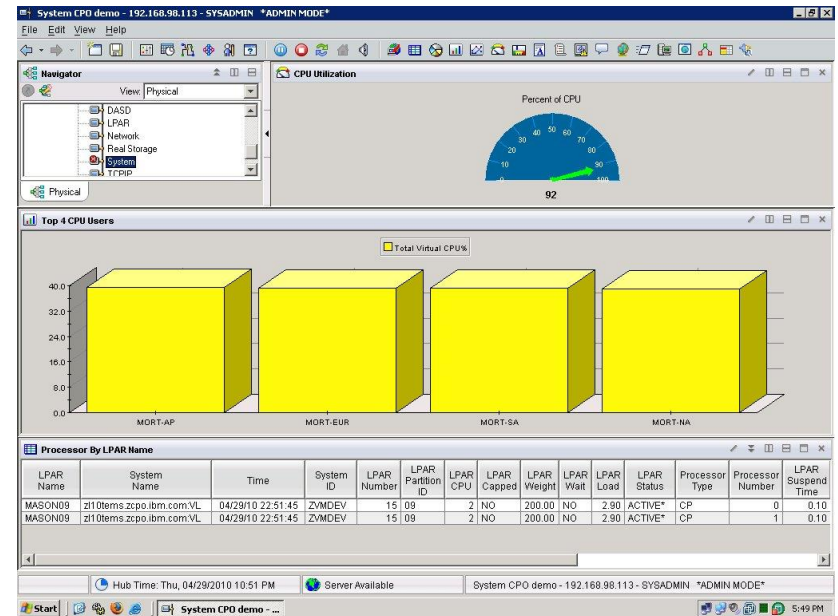 System CPO demo - 192.168.98.113 - SYSADMIN *ADMIN MODE*
File Edit View Help
Navigator
View: Physical
DASD
LPAR
Network
Real Storage
System
TCPIP
Physical
CPU Utilization
Percent of CPU
0 10 20 30 40 50 60 70 80 90 100
92
Top 4 CPU Users
Total Virtual CPU%
40.0
32.0
24.0
16.0
8.0
0.0
MORT-AP MORT-EUR MORT-SA MORT-NA
Processor By LPAR Name
LPAR Name System Name Time System ID LPAR Number LPAR Partition ID LPAR CPU LPAR Capped LPAR Weight LPAR Wait LPAR Load LPAR Status Processor Type Processor Number LPAR Suspend Time
MASON09 zl10tems.zcpo.ibm.com:VL 04/29/10 22:51:45 ZVMDEV 15 09 2 NO 200.00 NO 2.90 ACTIVE* CP 0 0.10
MASON09 zl10tems.zcpo.ibm.com:VL 04/29/10 22:51:45 ZVMDEV 15 09 2 NO 200.00 NO 2.90 ACTIVE* CP 1 0.10
Hub Time: Thu, 04/29/2010 10:51 PM Server Available System CPO demo - 192.168.98.113 - SYSADMIN *ADMIN MODE*
Start System CPO demo - ... 5:49 PM